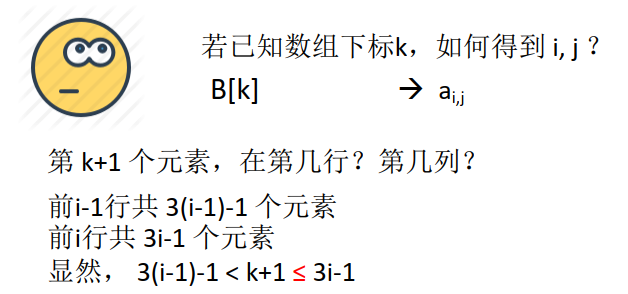 若已知数组下标k，如何得到 i, j ？
B[k] → ai,j
第 k+1 个元素，在第几行？第几列？
前i-1行共 3(i-1)-1 个元素
前i行共 3i-1 个元素
显然， 3(i-1)-1 < k+1 ≤ 3i-1